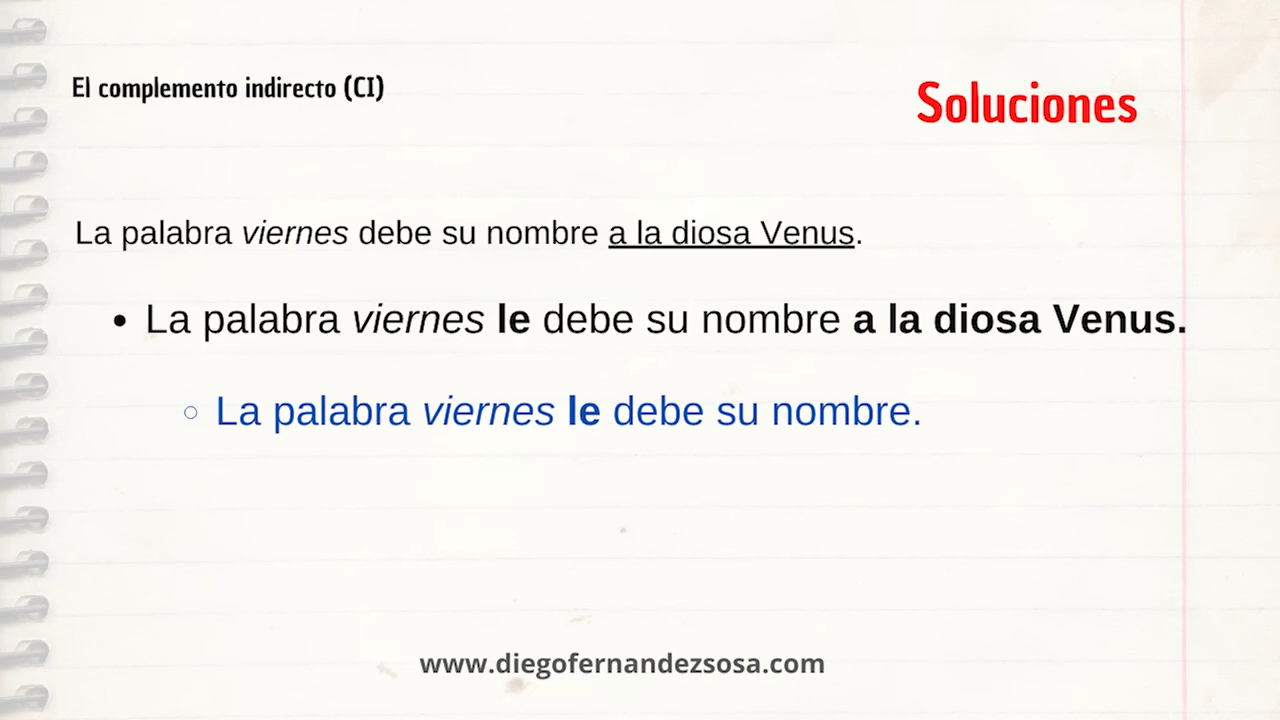 El complemento indirecto (CI)
Soluciones
La palabra viernes debe su nombre a la diosa Venus.
• La palabra viernes le debe su nombre a la diosa Venus.
○ La palabra viernes le debe su nombre.
www.diegofernandezsosa.com